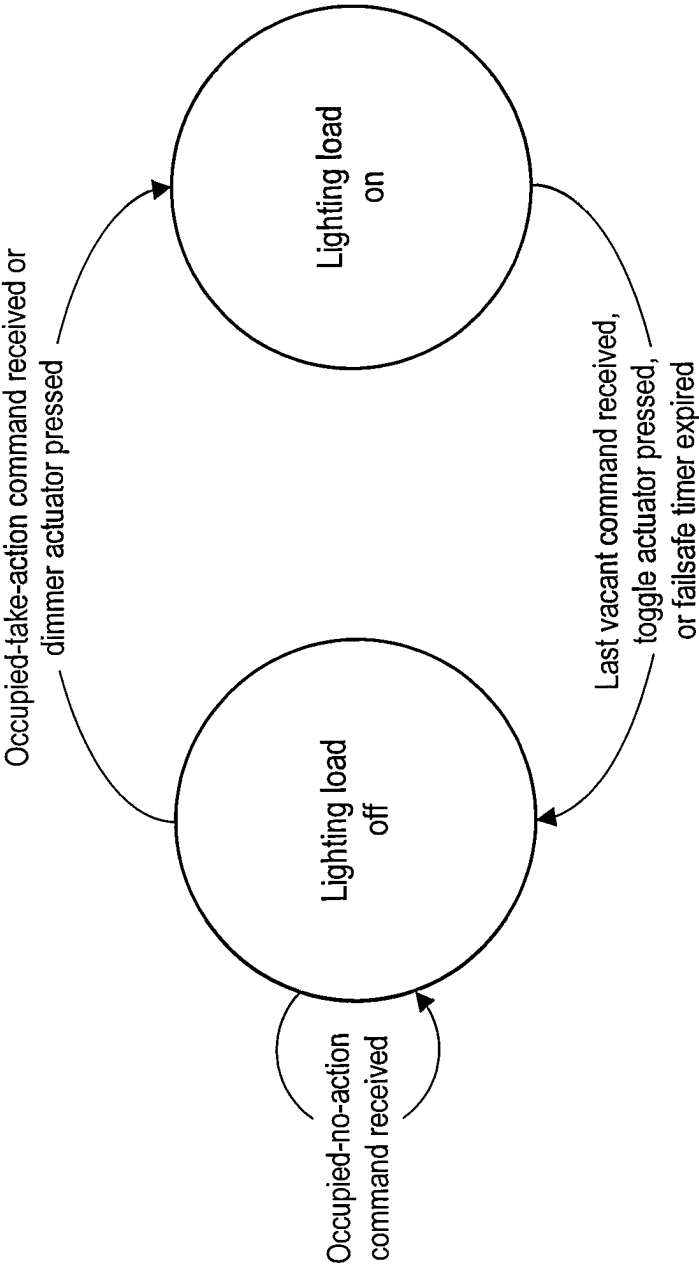 Occupied-take-action command received or
dimmer actuator pressed
Occupied-no-action
command received
Lighting load
off
Lighting load
on
Last vacant command received,
toggle actuator pressed,
or failsafe timer expired